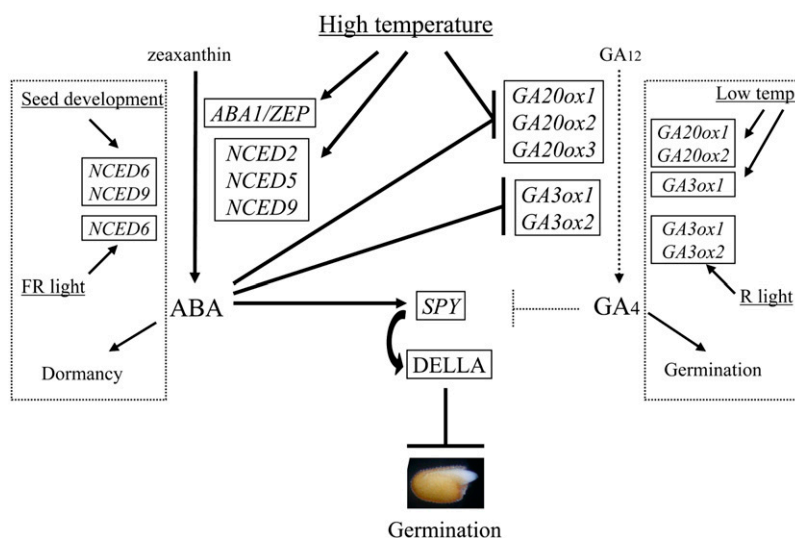 High temperature
zeaxanthin
GA12
Seed development
NCED6
NCED9
NCED6
FR light
Dormancy
ABA1/ZEP
NCED2
NCED5
NCED9
GA20ox1
GA20ox2
GA20ox3
GA3ox1
GA3ox2
Low temp
GA20ox1
GA20ox2
GA3ox1
GA3ox1
GA3ox2
R light
ABA
SPY
GA4
DELLA
Germination
Germination